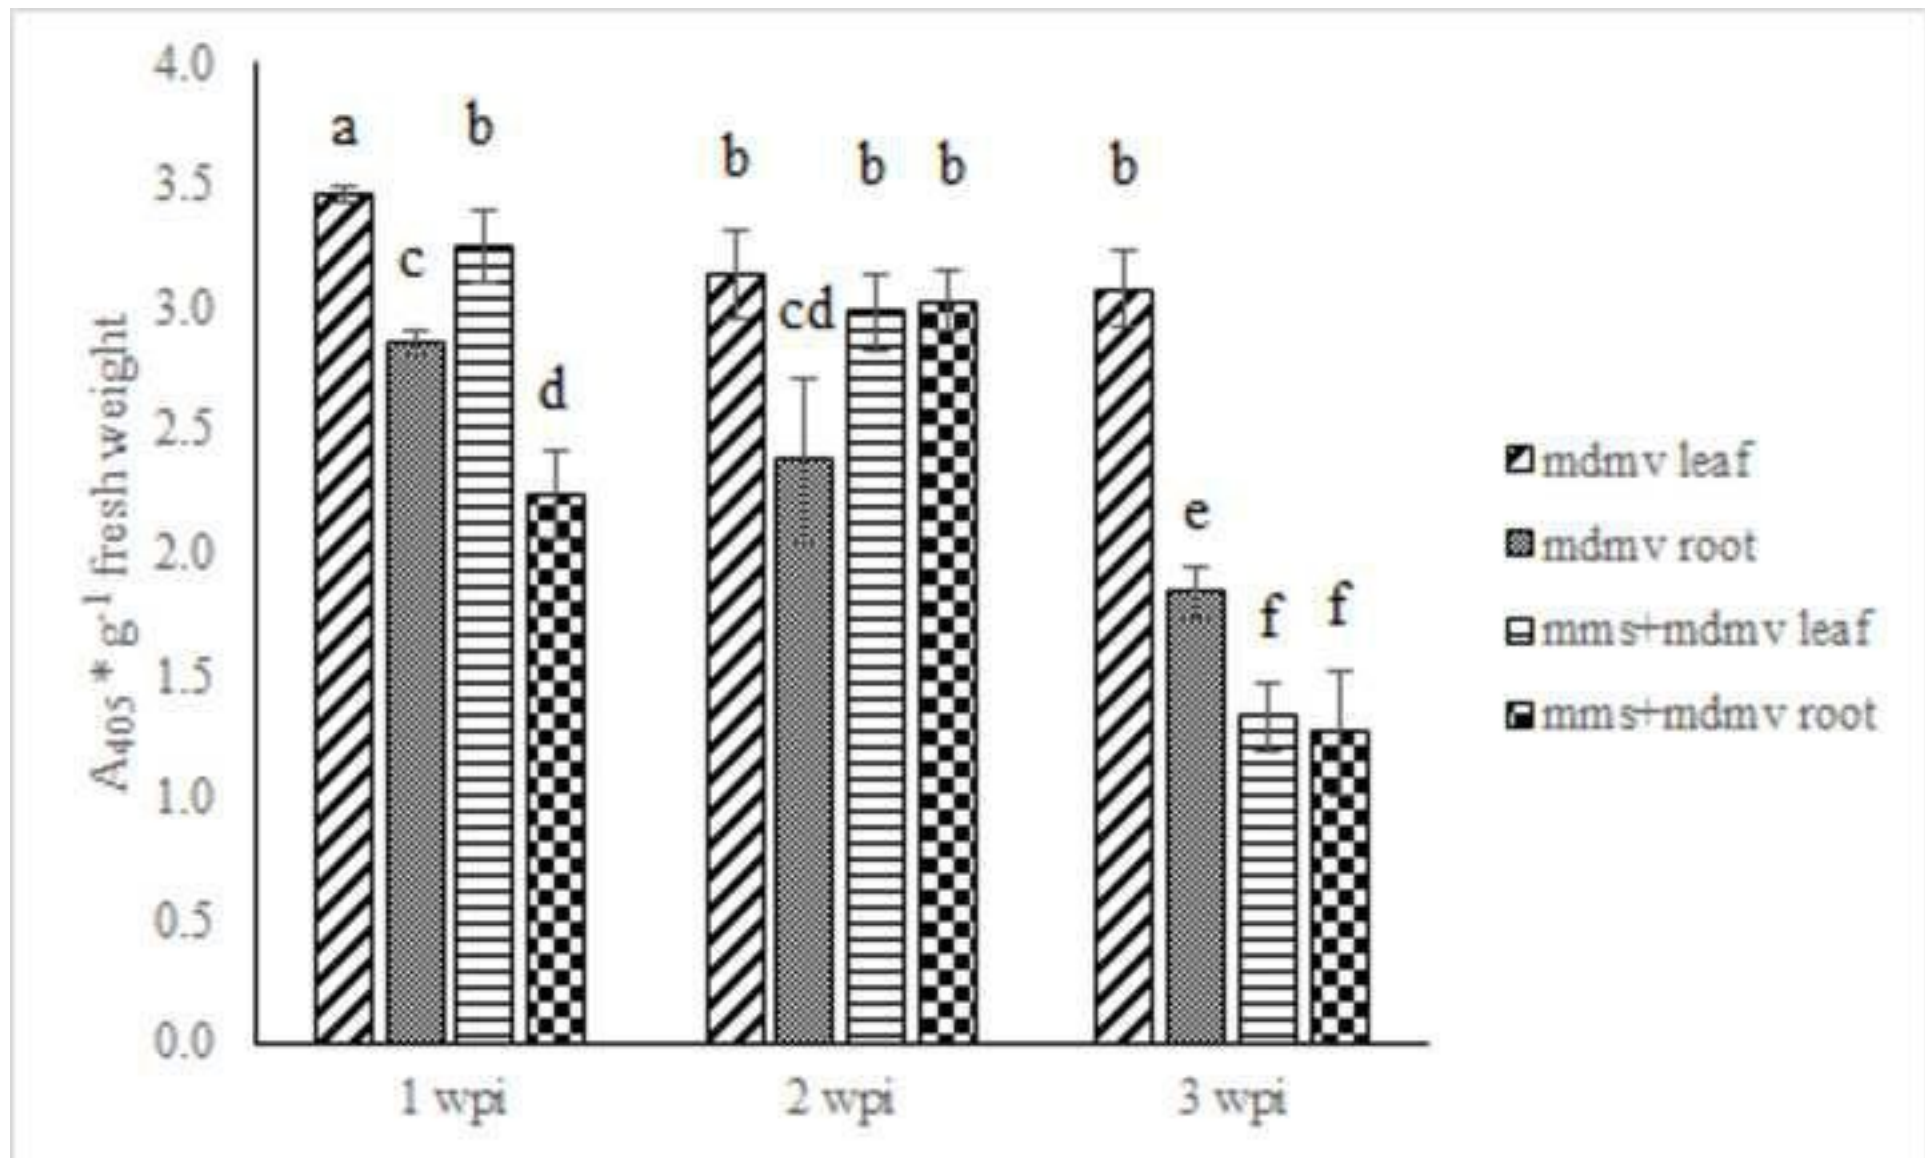 4.0
3.5
3.0
2.5
2.0
1.5
1.0
0.5
0.0
A405 * g-1 fresh weight
a
c
b
d
b
cd
b
b
b
e
f
f
1 wpi
2 wpi
3 wpi
mdmv leaf
mdmv root
mms+mdmv leaf
mms+mdmv root